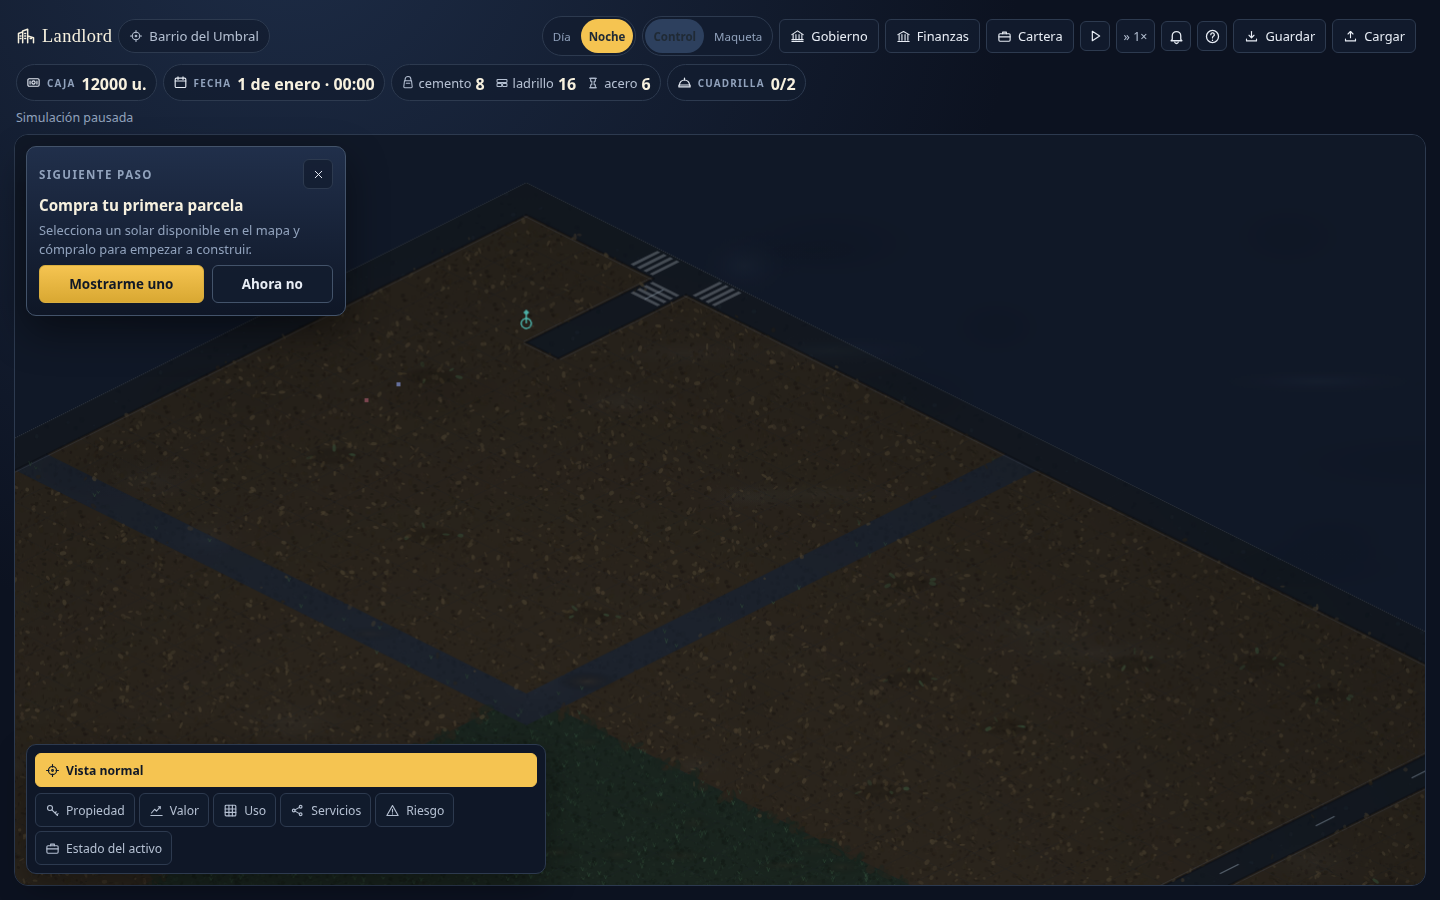 Landlord
Barrio del Umbral
Día
Noche
Control
Maqueta
Gobierno
Finanzas
Cartera
» 1×
Guardar
Cargar
CAJA 12000 u.
FECHA 1 de enero · 00:00
cemento 8 ladrillo 16 acero 6
CUADRILLA 0/2
Simulación pausada
SIGUIENTE PASO
Compra tu primera parcela
Selecciona un solar disponible en el mapa y
cómpralo para empezar a construir.
Mostrarme uno
Ahora no
Vista normal
Propiedad
Valor
Uso
Servicios
Riesgo
Estado del activo